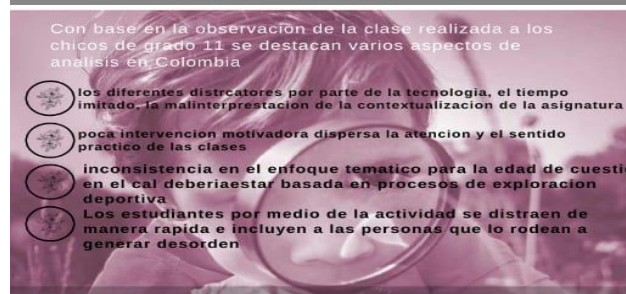 Con base en la observación de la clase realizada a los
chicos de grado 11 se destacan varios aspectos de
analisis en Colombia
los diferentes distrcatores por parte de la tecnologia, el tiempo
imitado, la malinterprestacion de la contextualizacion de la asignatura
poca intervencion motivadora dispersa la atencion y el sentido
practico de las clases
inconsistencia en el enfoque tematico para la edad de cuesti
en el cal deberiaestar basada en procesos de exploracion
deportiva
Los estudiantes por medio de la actividad se distraen de
manera rapida e incluyen a las personas que lo rodean a
generar desorden